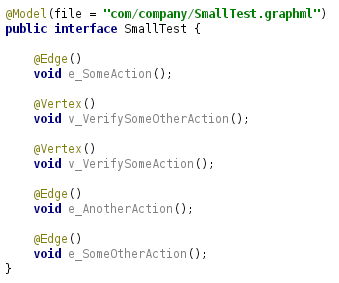 @Model(file = "com/company/SmallTest.graphml")
public interface SmallTest {
@Edge()
void e_SomeAction();
@Vertex()
void v_VerifySomeOtherAction();
@Vertex()
void v_VerifySomeAction();
@Edge()
void e_AnotherAction();
@Edge()
void e_SomeOtherAction();
}